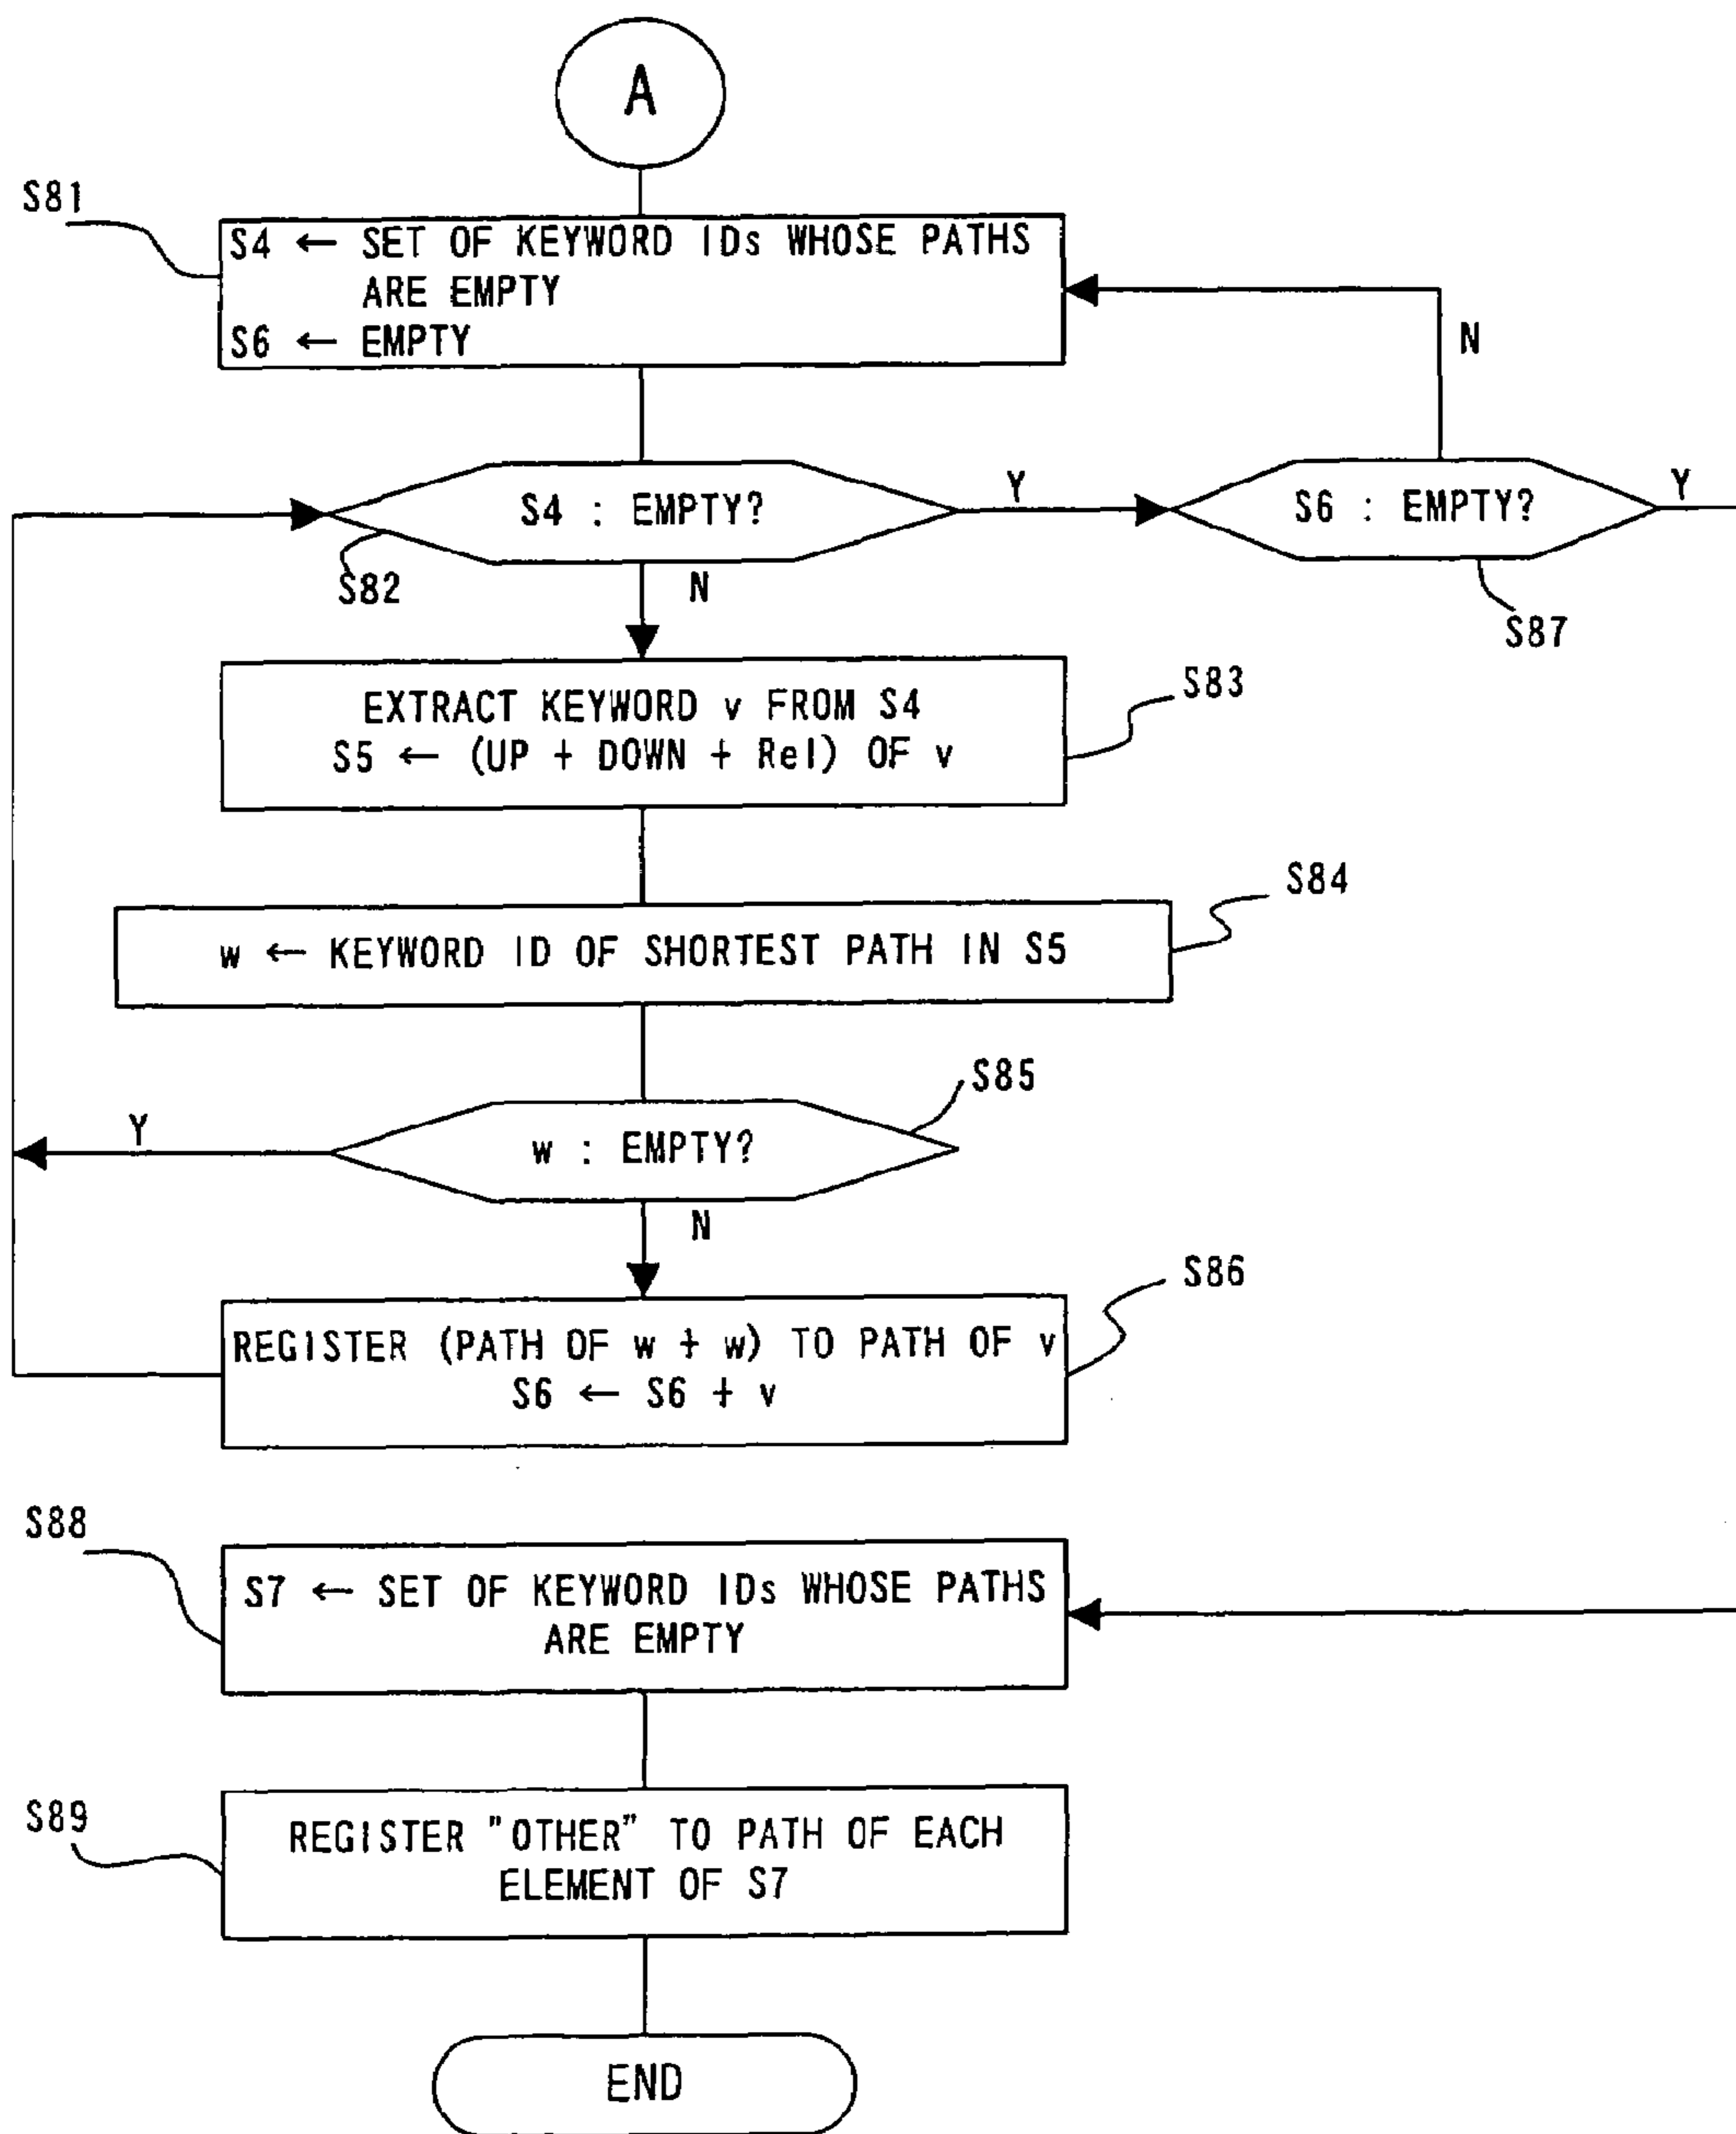 A
S81
S4 ← SET OF KEYWORD IDs WHOSE PATHS
ARE EMPTY
S6 ← EMPTY
N
S4 : EMPTY?
Y
S6 : EMPTY?
Y
S82
N
S87
S83
EXTRACT KEYWORD v FROM S4
S5 ← (UP + DOWN + Rel) OF v
S84
w ← KEYWORD ID OF SHORTEST PATH IN S5
S85
Y
w : EMPTY?
N
S86
REGISTER (PATH OF w + w) TO PATH OF v
S6 ← S6 + v
S88
S7 ← SET OF KEYWORD IDs WHOSE PATHS
ARE EMPTY
S89
REGISTER "OTHER" TO PATH OF EACH
ELEMENT OF S7
END